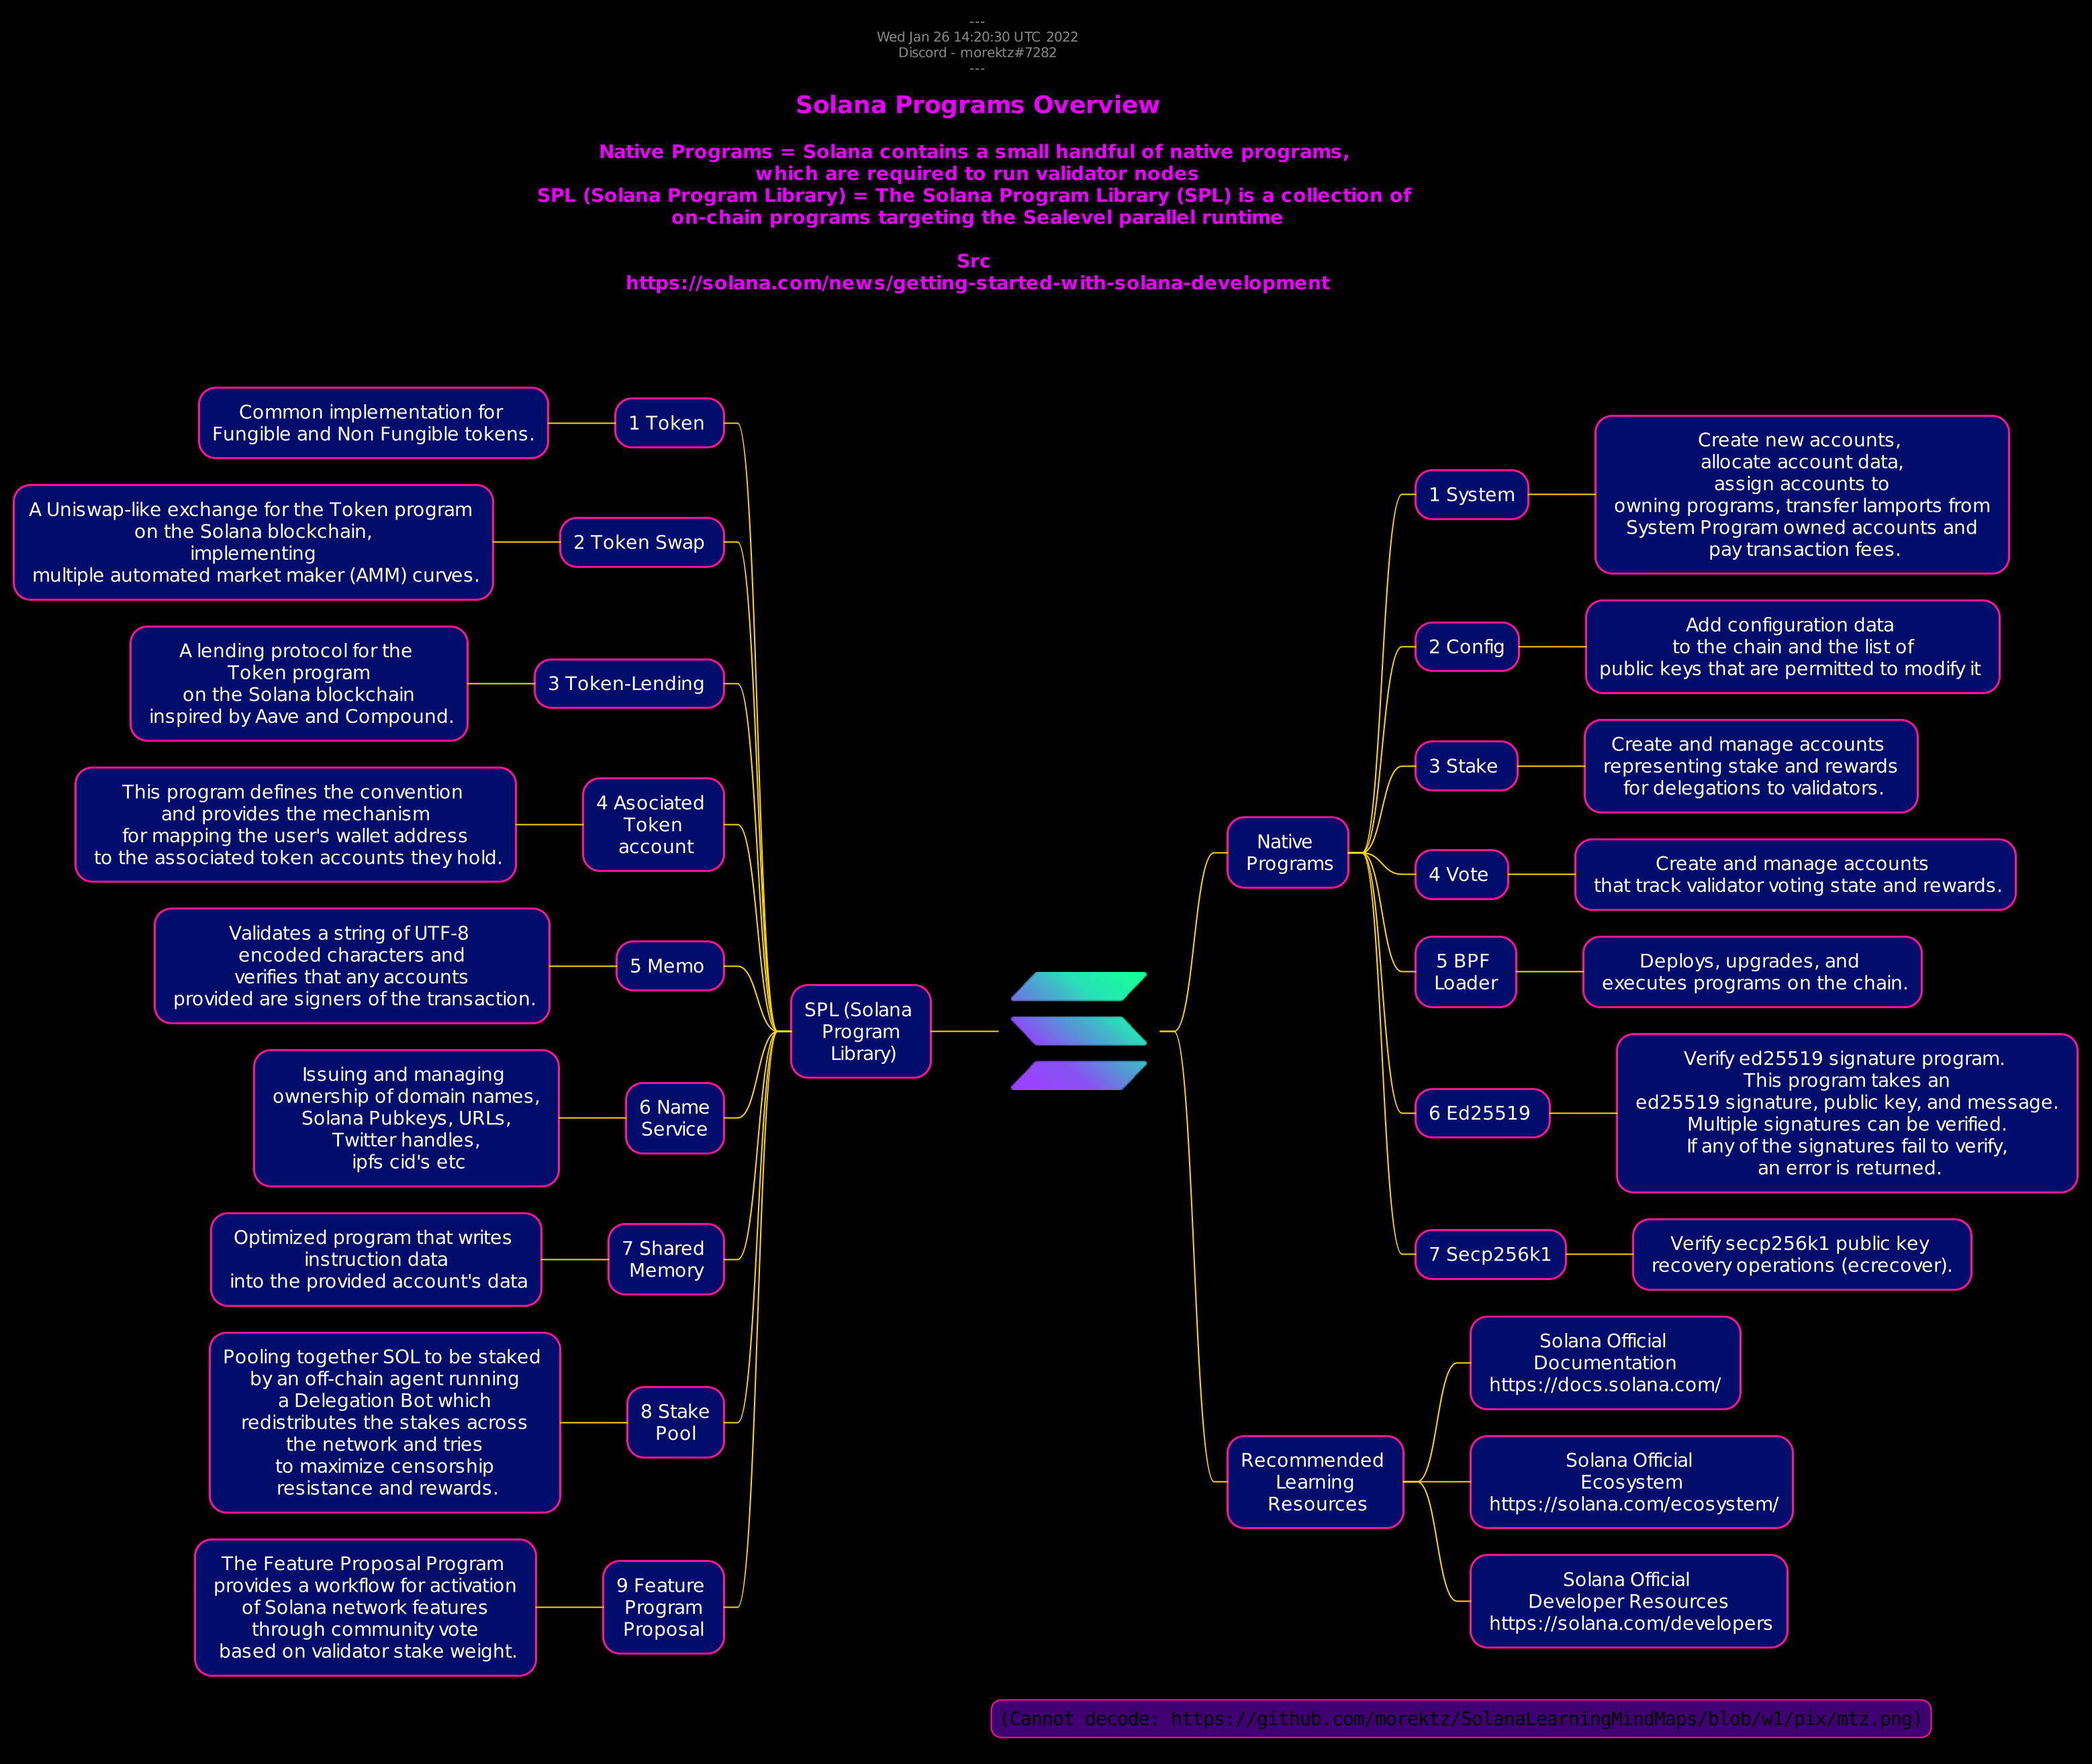 ---
Wed Jan 26 14:20:30 UTC 2022
Discord - morektz#7282
---
Solana Programs Overview
Native Programs = Solana contains a small handful of native programs,
which are required to run validator nodes
SPL (Solana Program Library) = The Solana Program Library (SPL) is a collection of
on-chain programs targeting the Sealevel parallel runtime
Src
https://solana.com/news/getting-started-with-solana-development
SPL (Solana
Program
Library)
1 Token
Common implementation for
Fungible and Non Fungible tokens.
2 Token Swap
A Uniswap-like exchange for the Token program
on the Solana blockchain,
implementing
multiple automated market maker (AMM) curves.
3 Token-Lending
A lending protocol for the
Token program
on the Solana blockchain
inspired by Aave and Compound.
4 Asociated
Token
account
This program defines the convention
and provides the mechanism
for mapping the user's wallet address
to the associated token accounts they hold.
5 Memo
Validates a string of UTF-8
encoded characters and
verifies that any accounts
provided are signers of the transaction.
6 Name
Service
Issuing and managing
ownership of domain names,
Solana Pubkeys, URLs,
Twitter handles,
ipfs cid's etc
7 Shared
Memory
Optimized program that writes
instruction data
into the provided account's data
8 Stake
Pool
Pooling together SOL to be staked
by an off-chain agent running
a Delegation Bot which
redistributes the stakes across
the network and tries
to maximize censorship
resistance and rewards.
9 Feature
Program
Proposal
The Feature Proposal Program
provides a workflow for activation
of Solana network features
through community vote
based on validator stake weight.
Native
Programs
1 System
Create new accounts,
allocate account data,
assign accounts to
owning programs, transfer lamports from
System Program owned accounts and
pay transaction fees.
2 Config
Add configuration data
to the chain and the list of
public keys that are permitted to modify it
3 Stake
Create and manage accounts
representing stake and rewards
for delegations to validators.
4 Vote
Create and manage accounts
that track validator voting state and rewards.
5 BPF
Loader
Deploys, upgrades, and
executes programs on the chain.
6 Ed25519
Verify ed25519 signature program.
This program takes an
ed25519 signature, public key, and message.
Multiple signatures can be verified.
If any of the signatures fail to verify,
an error is returned.
7 Secp256k1
Verify secp256k1 public key
recovery operations (ecrecover).
Recommended
Learning
Resources
Solana Official
Documentation
https://docs.solana.com/
Solana Official
Ecosystem
https://solana.com/ecosystem/
Solana Official
Developer Resources
https://solana.com/developers
(Cannot decode: https://github.com/morektz/SolanaLearningMindMaps/blob/w1/pix/mtz.png)